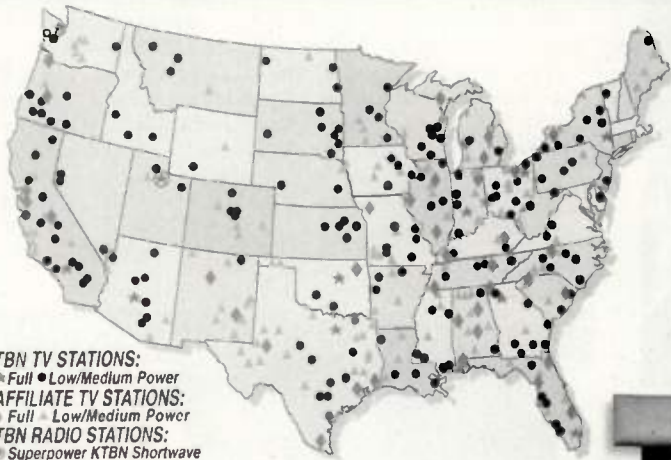 TBN TV STATIONS:
Full Low/Medium Power
AFFILIATE TV STATIONS:
Full Low/Medium Power
TBN RADIO STATIONS:
Superpower KTBN Shortwave